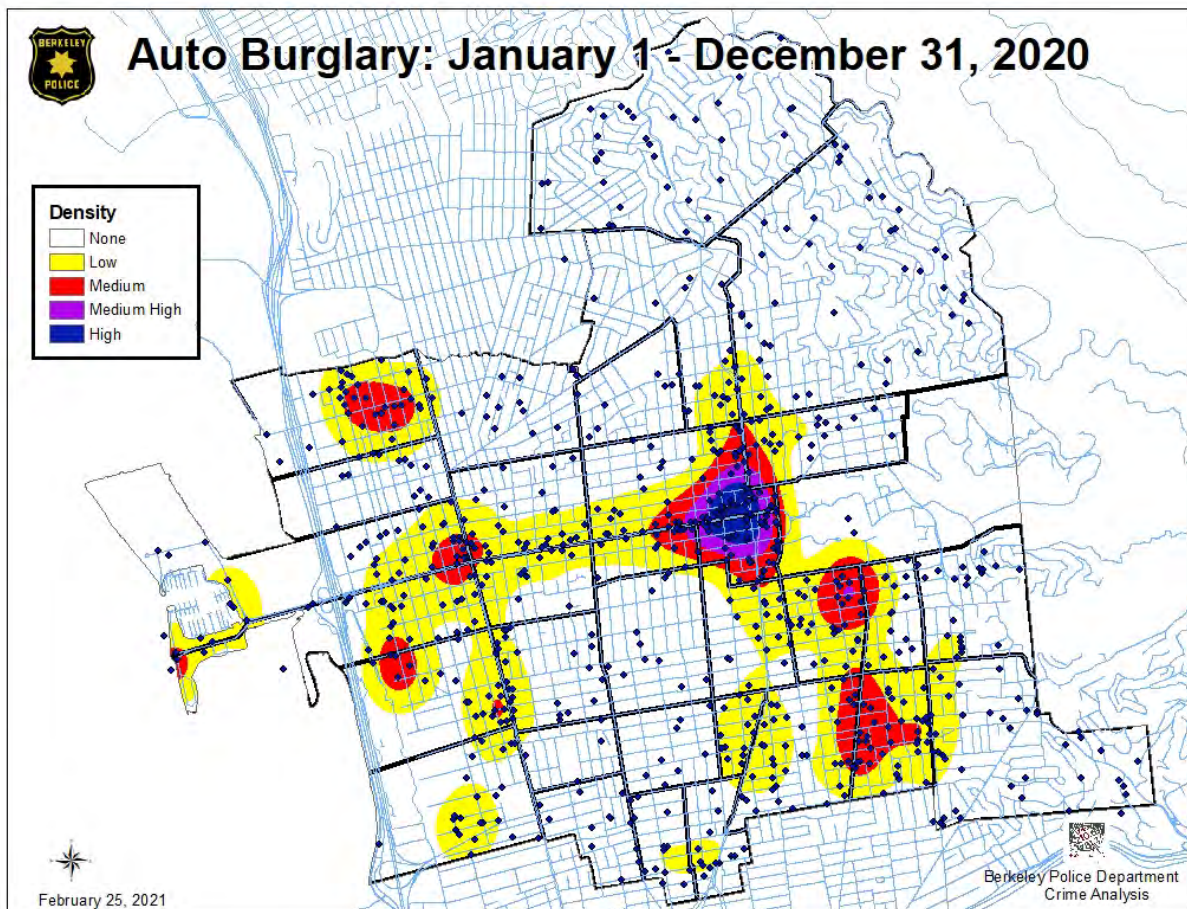 BERKELEY
POLICE
Auto Burglary: January 1 - December 31, 2020
Density
None
Low
Medium
Medium High
High
February 25, 2021
Berkeley Police Department
Crime Analysis